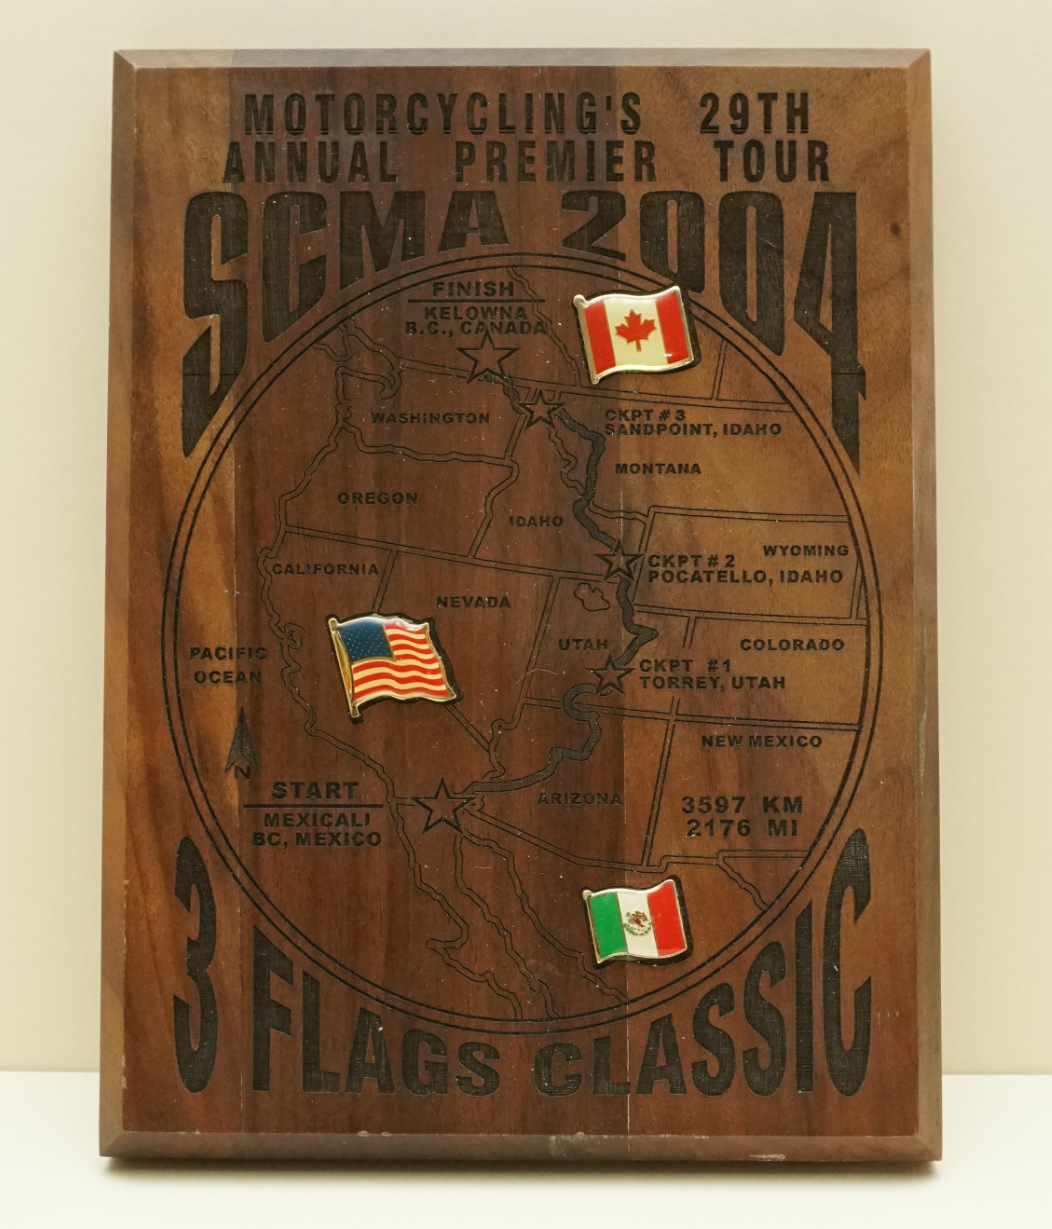 MOTORCYCLING'S 29TH
ANNUAL PREMIER TOUR
SCMA 2004
FINISH
KELOWNA
B.C., CANADA
WASHINGTON
CKPT # 3
SANDPOINT, IDAHO
MONTANA
OREGON
IDAHO
WYOMING
CKPT # 2
POCATELLO, IDAHO
CALIFORNIA
NEVADA
UTAH
COLORADO
PACIFIC
OCEAN
CKPT #1
TORREY, UTAH
NEW MEXICO
N
START
MEXICALI
BC, MEXICO
ARIZONA
3597 KM
2176 MI
3 FLAGS CLASSIC